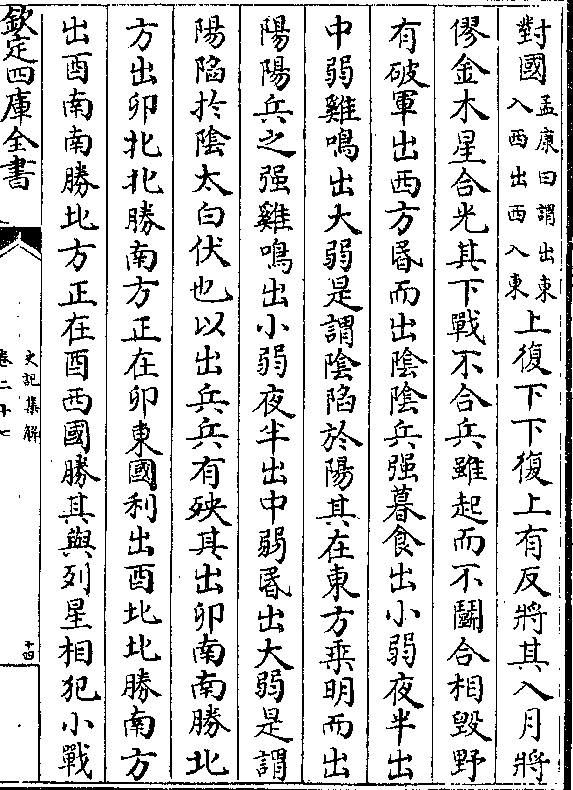 對國孟康曰謂出東入西出西入東上復下下復上有反將其入月將
僇金木星合光其下戰不合兵雖起而不鬭合相毁野
有破軍出西方昬而出陰陰兵强暮食出小弱夜半出
中弱雞鳴出大弱是謂陰陷於陽其在東方乘明而出
陽陽兵之强雞鳴出小弱夜半出中弱昬出大弱是謂
陽陷於陰太白伏也以出兵兵有殃其出卯南南勝北
方出卯北北勝南方正在卯東國利出酉北北勝南方
出酉南南勝北方正在酉西國勝其與列星相犯小戰
欽定四庫全書
史記集解
卷二十七
十四